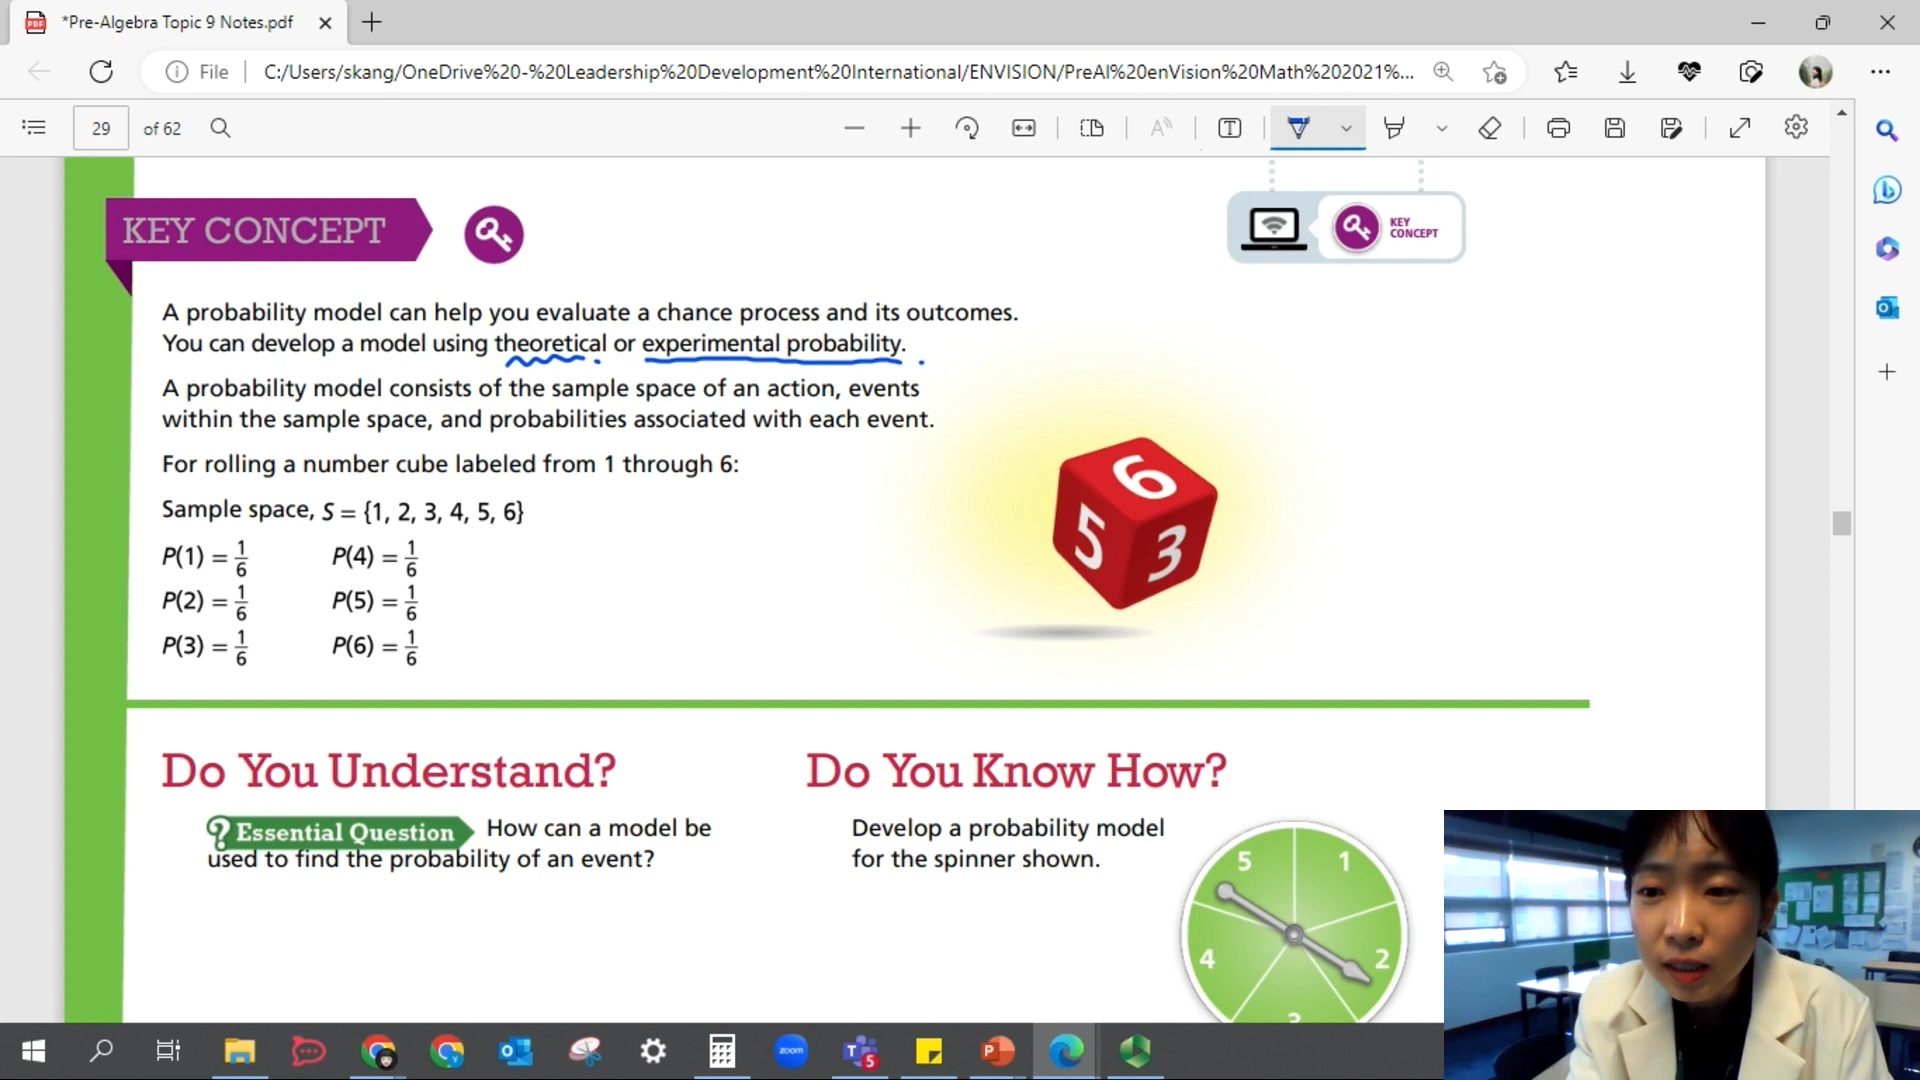 *Pre-Algebra Topic 9 Notes.pdf
File
C:/Users/skang/OneDrive%20-%20Leadership%20Development%20International/ENVISION/PreAl%20enVision%20Math%202021%...
29 of 62
KEY CONCEPT
KEY
CONCEPT
A probability model can help you evaluate a chance process and its outcomes.
You can develop a model using theoretical or experimental probability.
A probability model consists of the sample space of an action, events
within the sample space, and probabilities associated with each event.
For rolling a number cube labeled from 1 through 6:
Sample space, S = {1, 2, 3, 4, 5, 6}
P(1) = 1/6 P(4) = 1/6
P(2) = 1/6 P(5) = 1/6
P(3) = 1/6 P(6) = 1/6
6
5 3
Do You Understand?
? Essential Question How can a model be
used to find the probability of an event?
Do You Know How?
Develop a probability model
for the spinner shown.
5 1
4 2
3
zoom
5